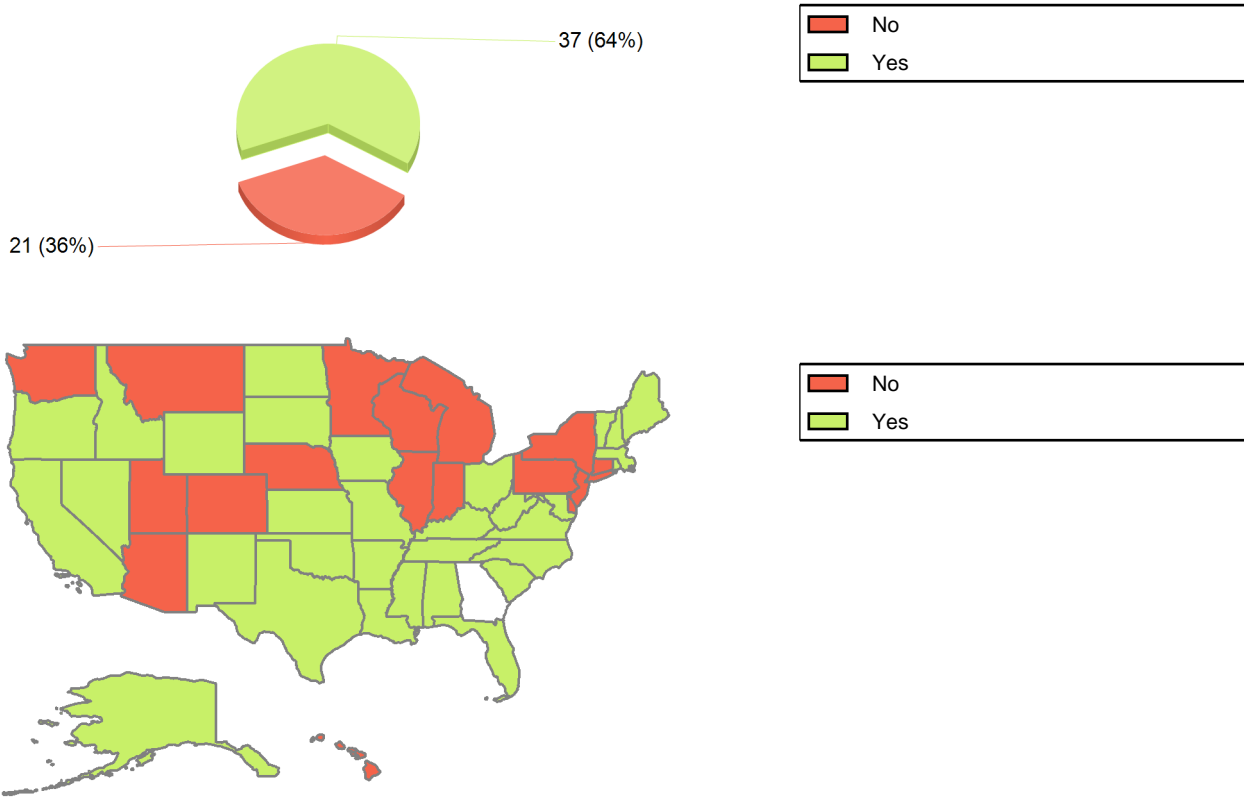 37 (64%)
21 (36%)
No
Yes
No
Yes